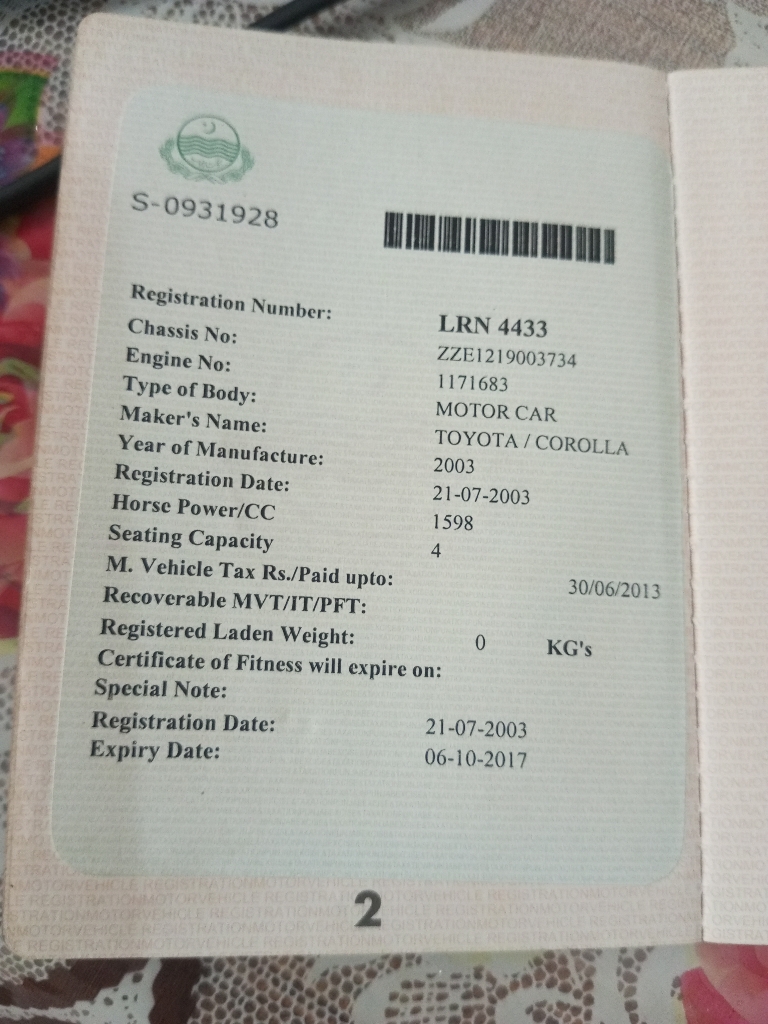 S-0931928
Registration Number: LRN 4433
Chassis No: ZZE1219003734
Engine No: 1171683
Type of Body: MOTOR CAR
Maker's Name: TOYOTA / COROLLA
Year of Manufacture: 2003
Registration Date: 21-07-2003
Horse Power/CC 1598
Seating Capacity 4
M. Vehicle Tax Rs./Paid upto: 30/06/2013
Recoverable MVT/IT/PFT:
Registered Laden Weight: 0 KG's
Certificate of Fitness will expire on:
Special Note:
Registration Date: 21-07-2003
Expiry Date: 06-10-2017
2